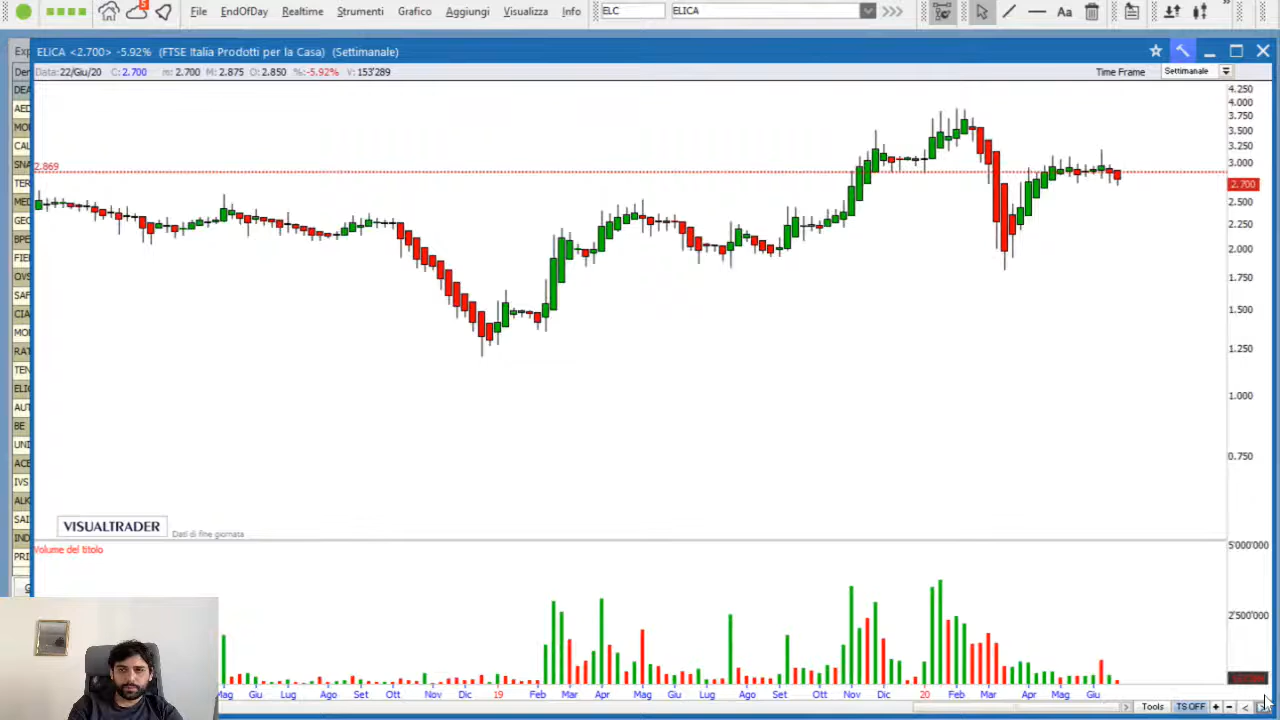 5
File EndOfDay Realtime Strumenti Grafico Aggiungi Visualizza Info ELC ELICA Aa
ELICA <2.700> -5.92% (FTSE Italia Prodotti per la Casa) (Settimanale)
Data:22/Giu/20 C: 2.700 m: 2.700 M: 2.875 O: 2.850 %:-5.92% V: 153'289 Time Frame Settimanale
4.250
4.000
3.750
3.500
3.250
3.000
2.869
2.700
2.500
2.250
2.000
1.750
1.500
1.250
1.000
0.750
VISUALTRADER Dati di fine giornata
Volume del titolo
5'000'000
2'500'000
Mag Giu Lug Ago Set Ott Nov Dic 19 Feb Mar Apr Mag Giu Lug Ago Set Ott Nov Dic 20 Feb Mar Apr Mag Giu
Tools TS OFF + - <